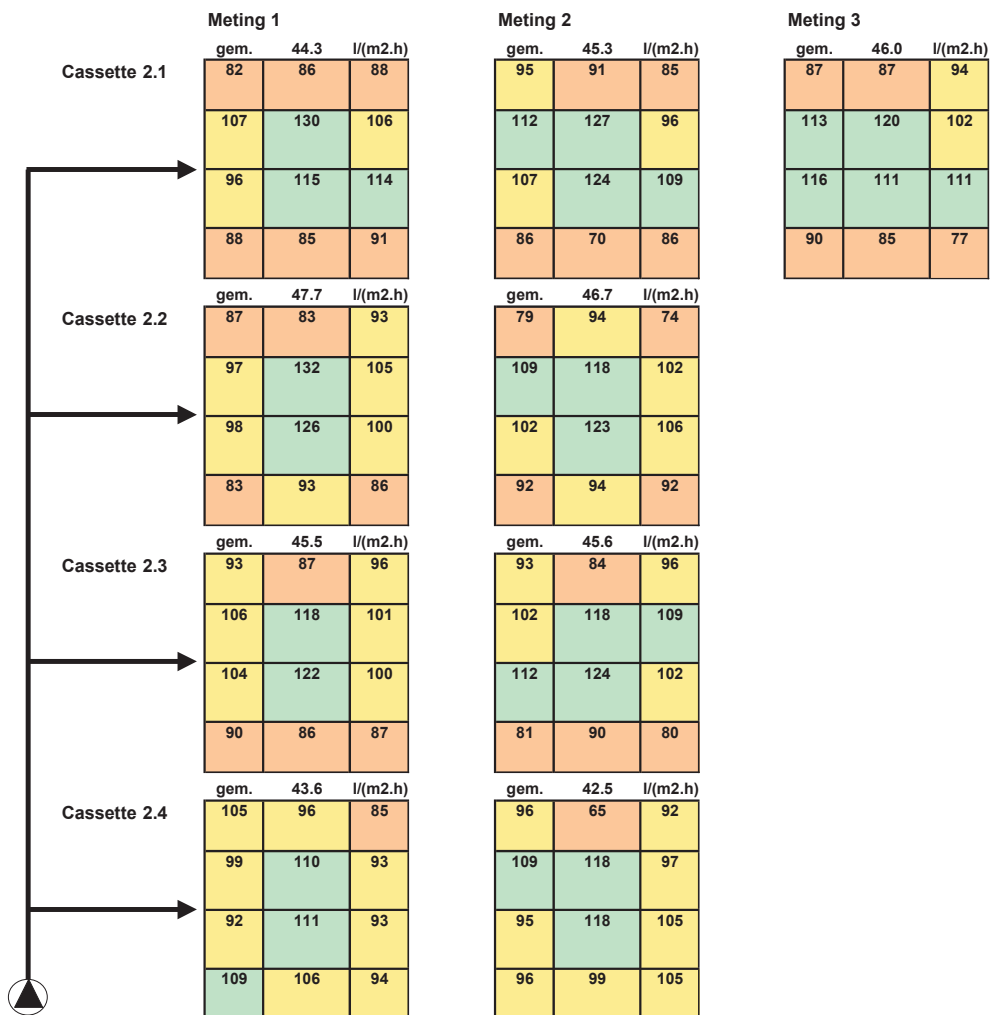 Meting 1 Meting 2 Meting 3
gem. 44.3 l/(m2.h) gem. 45.3 l/(m2.h) gem. 46.0 l/(m2.h)
Cassette 2.1 82 86 88 95 91 85 87 87 94
107 130 106 112 127 96 113 120 102
96 115 114 107 124 109 116 111 111
88 85 91 86 70 86 90 85 77
gem. 47.7 l/(m2.h) gem. 46.7 l/(m2.h)
Cassette 2.2 87 83 93 79 94 74
97 132 105 109 118 102
98 126 100 102 123 106
83 93 86 92 94 92
gem. 45.5 l/(m2.h) gem. 45.6 l/(m2.h)
Cassette 2.3 93 87 96 93 84 96
106 118 101 102 118 109
104 122 100 112 124 102
90 86 87 81 90 80
gem. 43.6 l/(m2.h) gem. 42.5 l/(m2.h)
Cassette 2.4 105 96 85 96 65 92
99 110 93 109 118 97
92 111 93 95 118 105
109 106 94 96 99 105